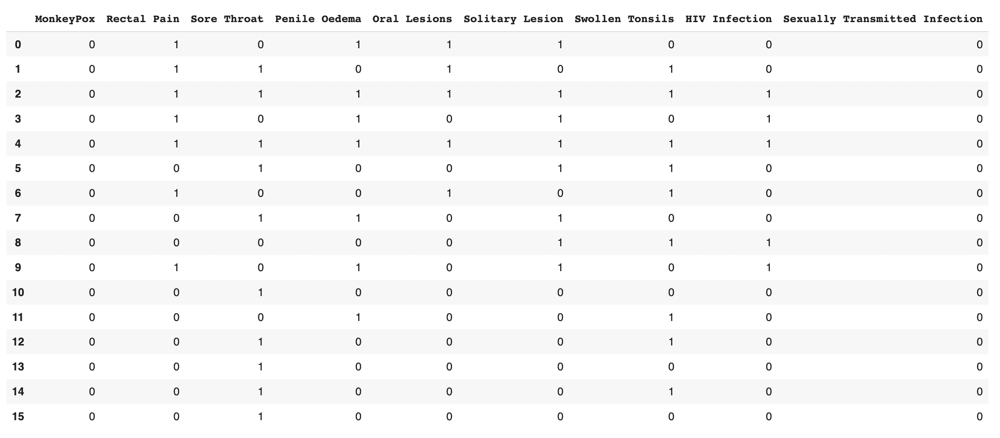 MonkeyPox Rectal Pain Sore Throat Penile Oedema Oral Lesions Solitary Lesion Swollen Tonsils HIV Infection Sexually Transmitted Infection
0 0 1 0 1 1 1 0 0 0
1 0 1 1 0 1 0 1 0 0
2 0 1 1 1 1 1 1 1 0
3 0 1 0 1 0 1 0 1 0
4 0 1 1 1 1 1 1 1 0
5 0 0 1 0 0 1 1 0 0
6 0 1 0 0 1 0 1 0 0
7 0 0 1 1 0 1 0 0 0
8 0 0 0 0 0 1 1 1 0
9 0 1 0 1 0 1 0 1 0
10 0 0 1 0 0 0 0 0 0
11 0 0 0 1 0 0 1 0 0
12 0 0 1 0 0 0 1 0 0
13 0 0 1 0 0 0 0 0 0
14 0 0 1 0 0 0 1 0 0
15 0 0 1 0 0 0 0 0 0